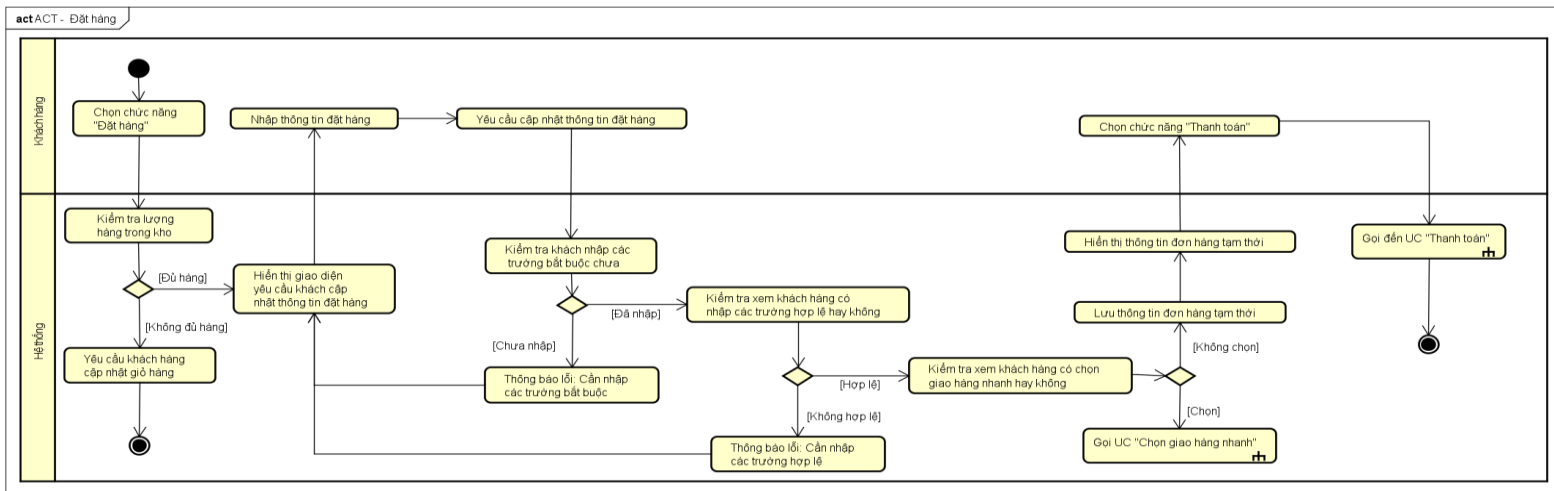 act ACT - Đặt hàng
Khách hàng
Chọn chức năng
"Đặt hàng"
Nhập thông tin đặt hàng
Yêu cầu cập nhật thông tin đặt hàng
Chọn chức năng "Thanh toán"
Hệ thống
Kiểm tra lượng
hàng trong kho
[Đủ hàng]
[Không đủ hàng]
Yêu cầu khách hàng
cập nhật giỏ hàng
Hiển thị giao diện
yêu cầu khách cập
nhật thông tin đặt hàng
Kiểm tra khách nhập các
trường bắt buộc chưa
[Đã nhập]
[Chưa nhập]
Thông báo lỗi: Cần nhập
các trường bắt buộc
Kiểm tra xem khách hàng có
nhập các trường hợp lệ hay không
[Hợp lệ]
[Không hợp lệ]
Thông báo lỗi: Cần nhập
các trường hợp lệ
Kiểm tra xem khách hàng có chọn
giao hàng nhanh hay không
Hiển thị thông tin đơn hàng tạm thời
Lưu thông tin đơn hàng tạm thời
[Không chọn]
[Chọn]
Gọi UC "Chọn giao hàng nhanh"
Gọi đến UC "Thanh toán"